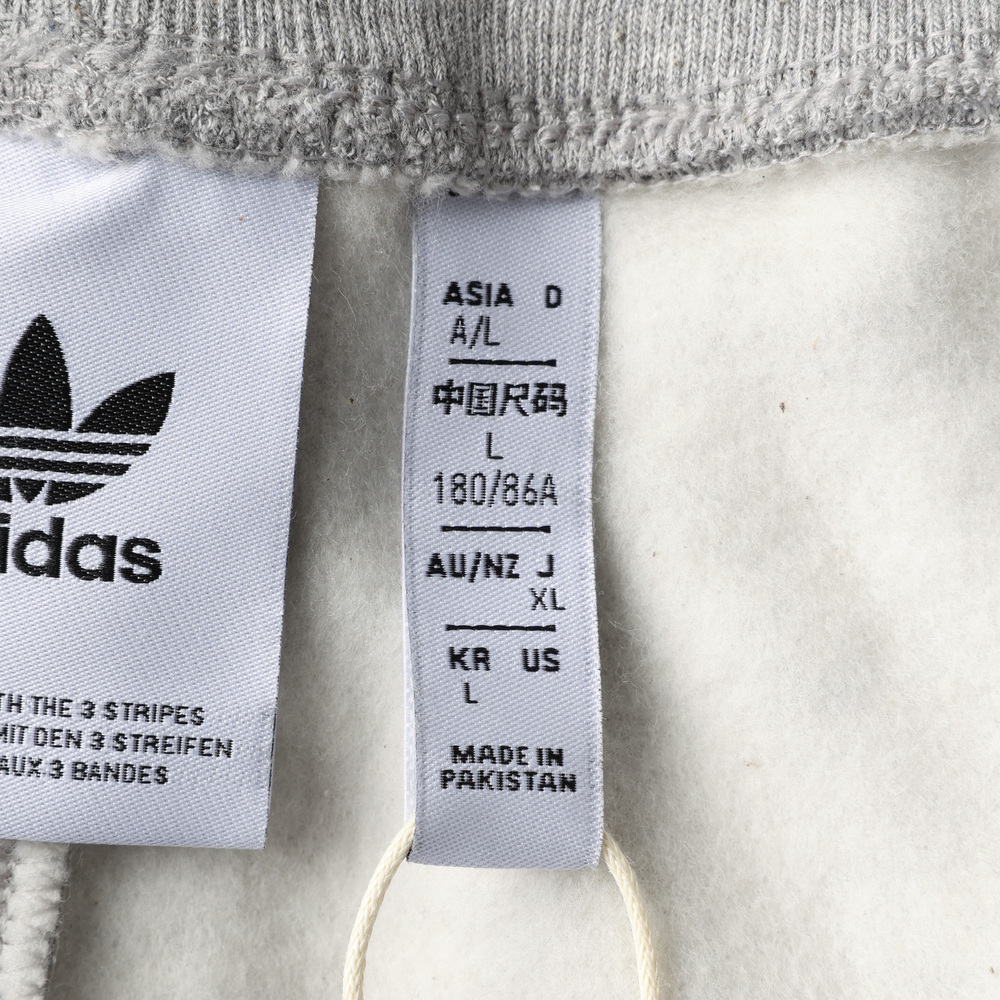 idas
TH THE 3 STRIPES
MIT DEN 3 STREIFEN
AUX 3 BANDES
ASIA D
A/L
中国尺码
L
180/86A
AU/NZ J
XL
KR US
L
MADE IN
PAKISTAN